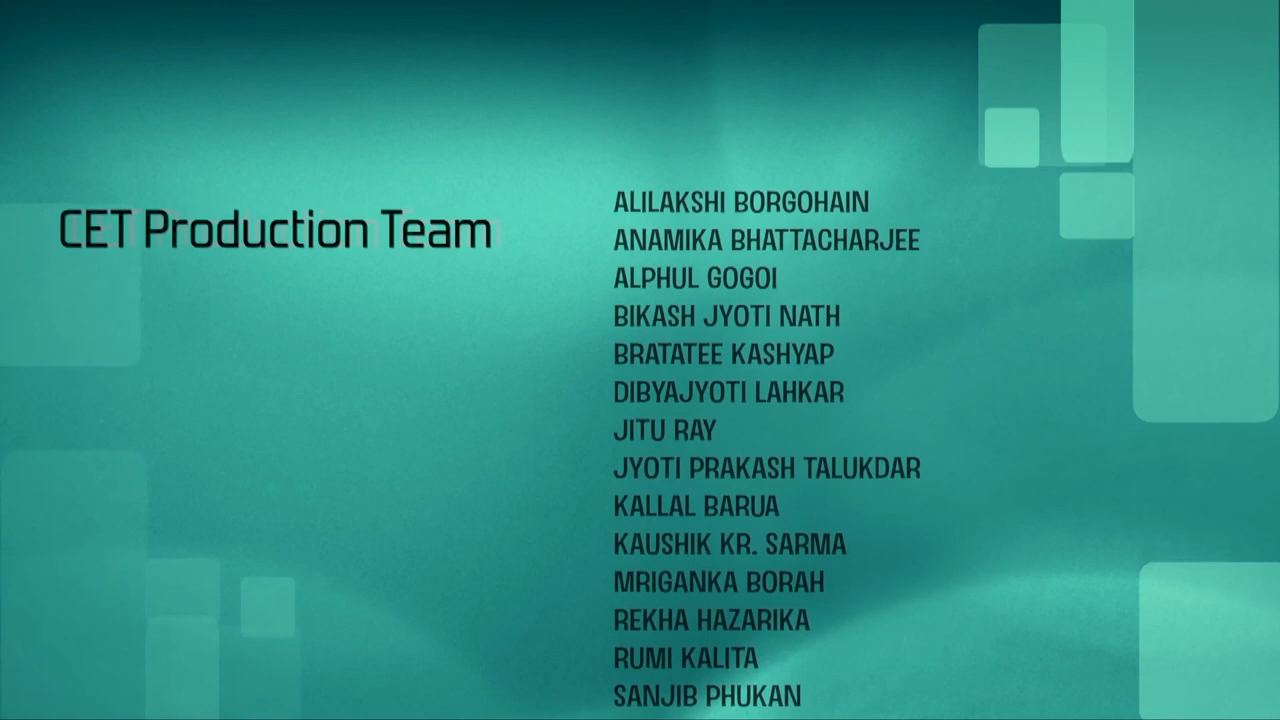 CET Production Team
ALILAKSHI BORGOHAIN
ANAMIKA BHATTACHARJEE
ALPHUL GOGOI
BIKASH JYOTI NATH
BRATATEE KASHYAP
DIBYAJYOTI LAHKAR
JITU RAY
JYOTI PRAKASH TALUKDAR
KALLAL BARUA
KAUSHIK KR. SARMA
MRIGANKA BORAH
REKHA HAZARIKA
RUMI KALITA
SANJIB PHUKAN